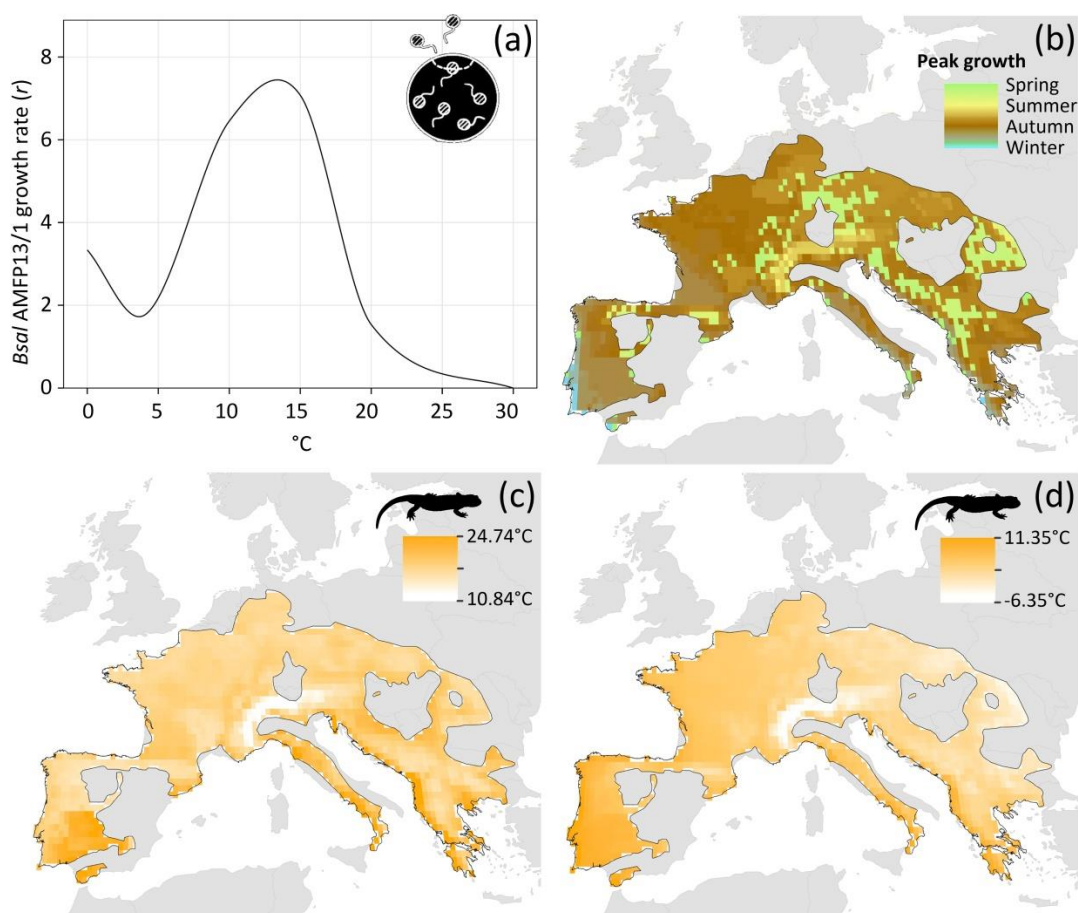 (a)
8
6
4
2
0
Bsal AMFP13/1 growth rate (r)
0 5 10 15 20 25 30
°C
(b)
Peak growth
Spring
Summer
Autumn
Winter
(c)
24.74°C
10.84°C
(d)
11.35°C
-6.35°C